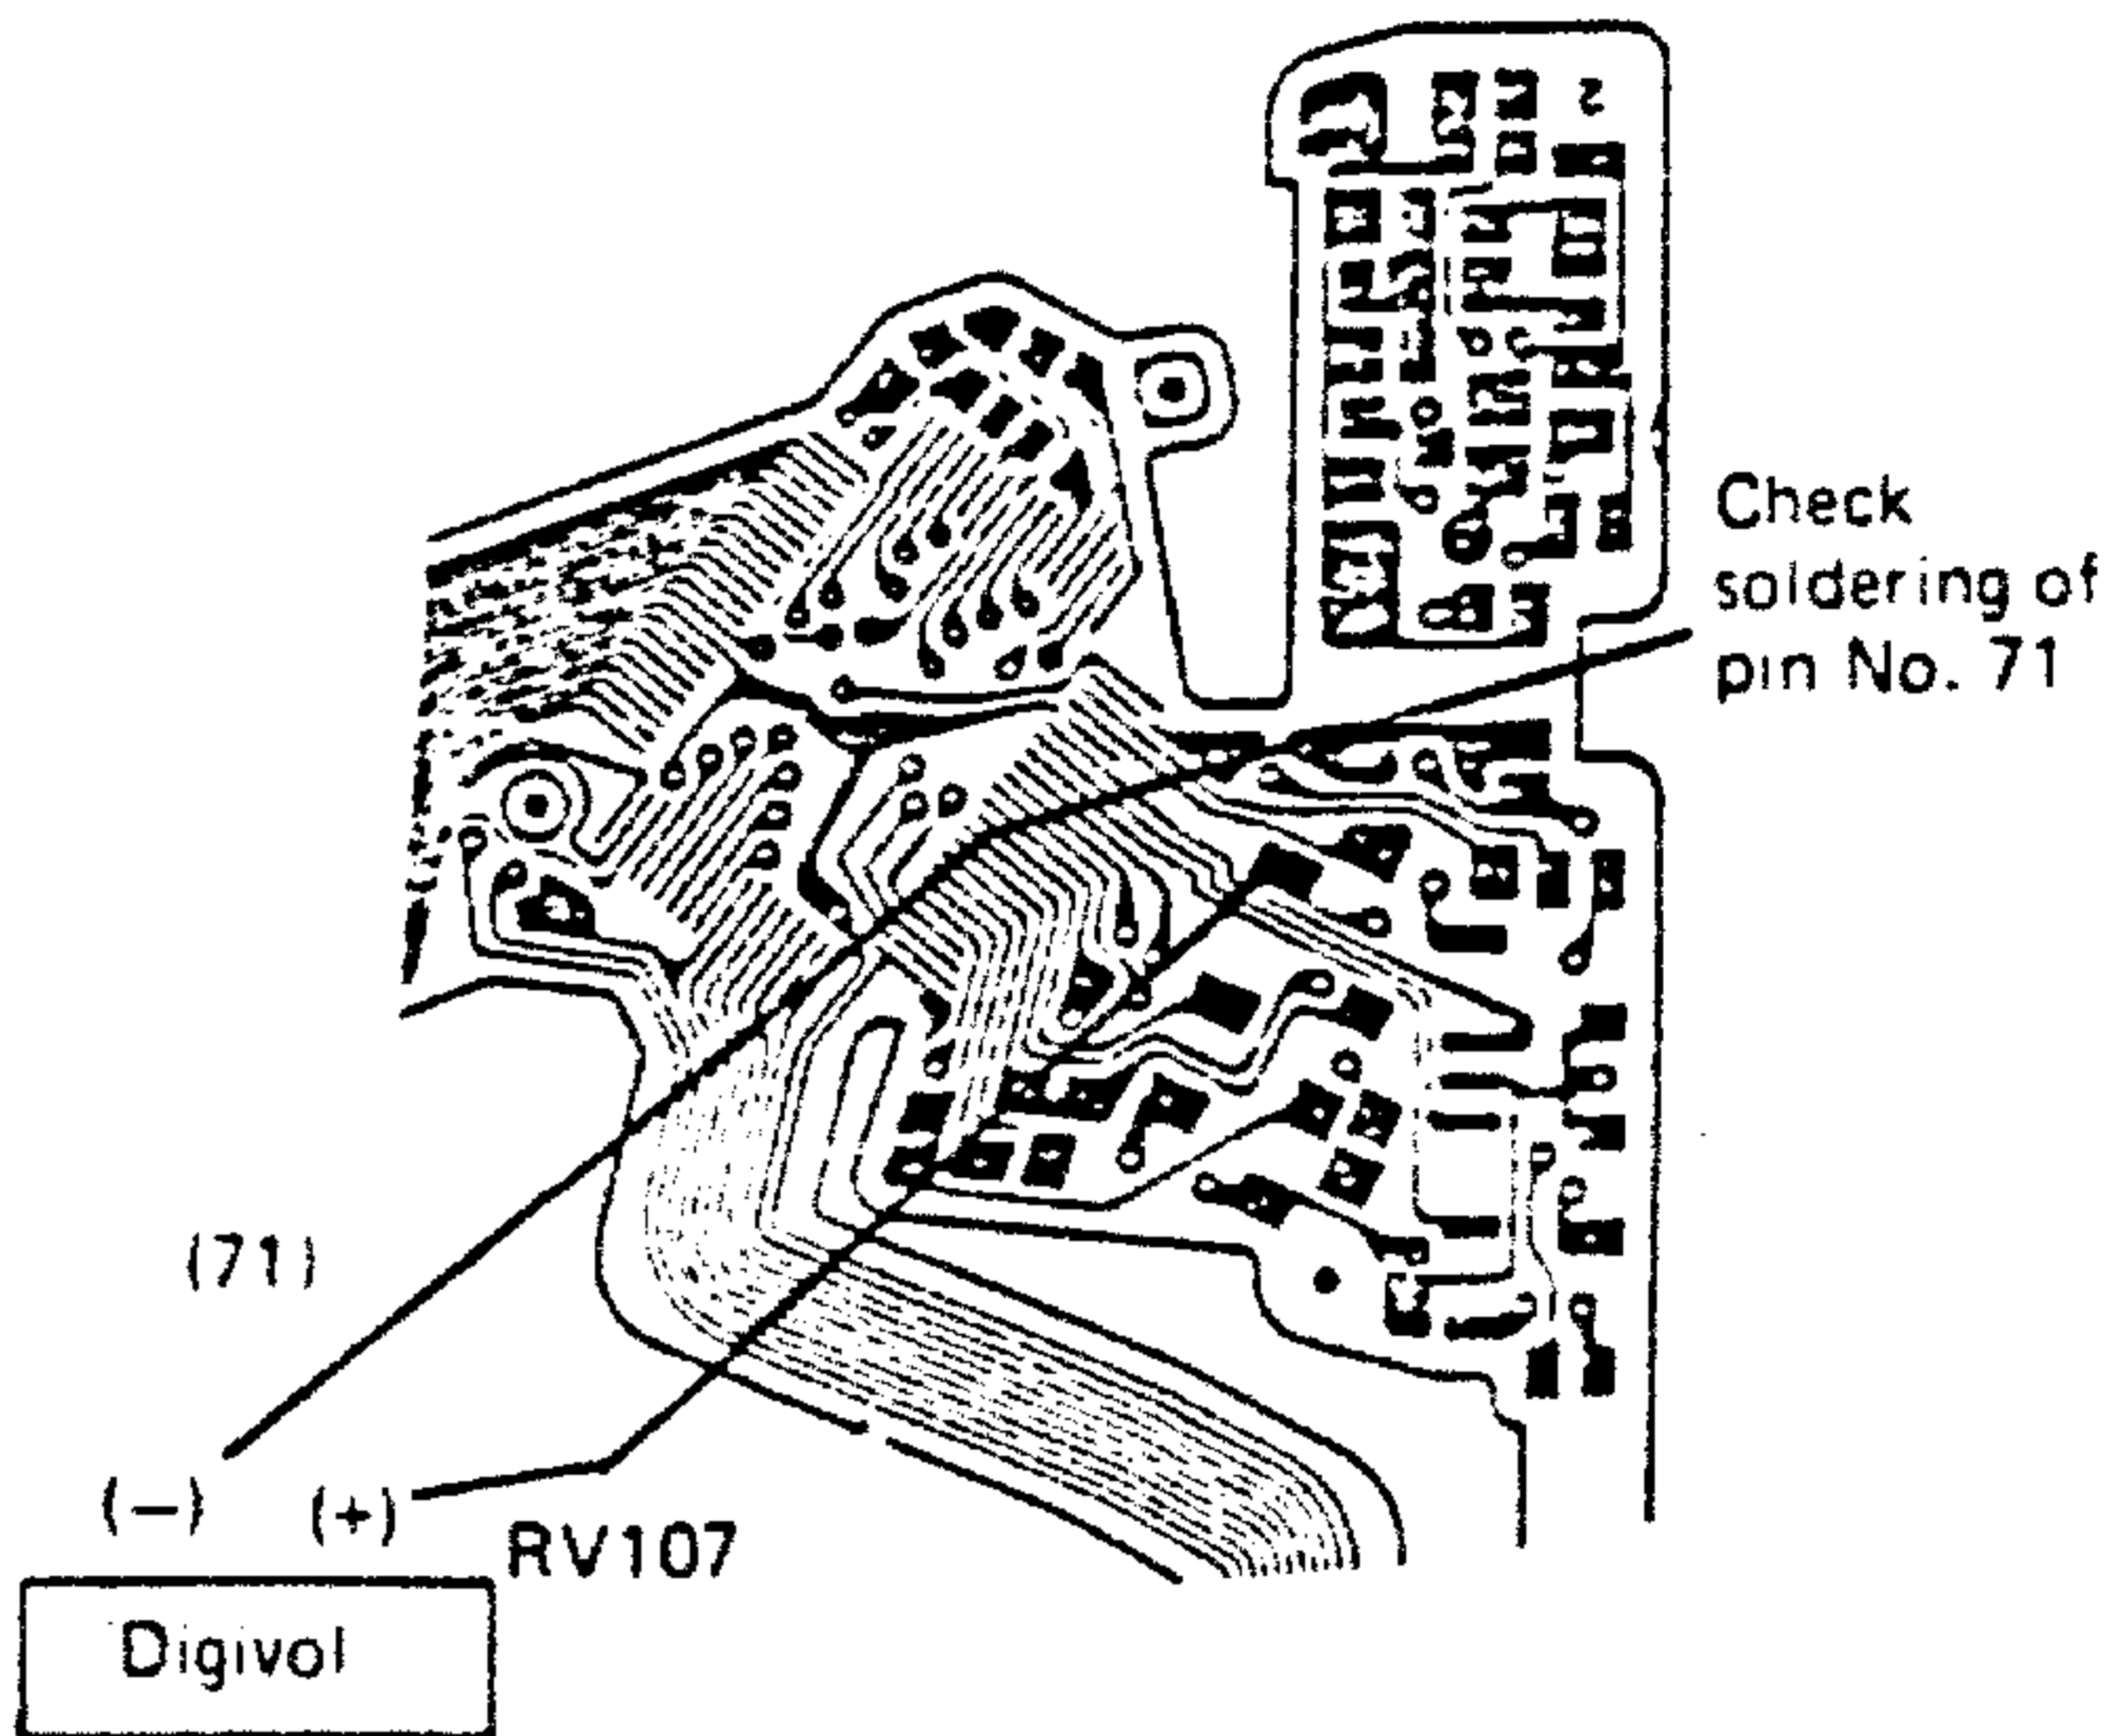 Check
soldering of
pin No. 71
(71)
(−) (+)
RV107
Digivol